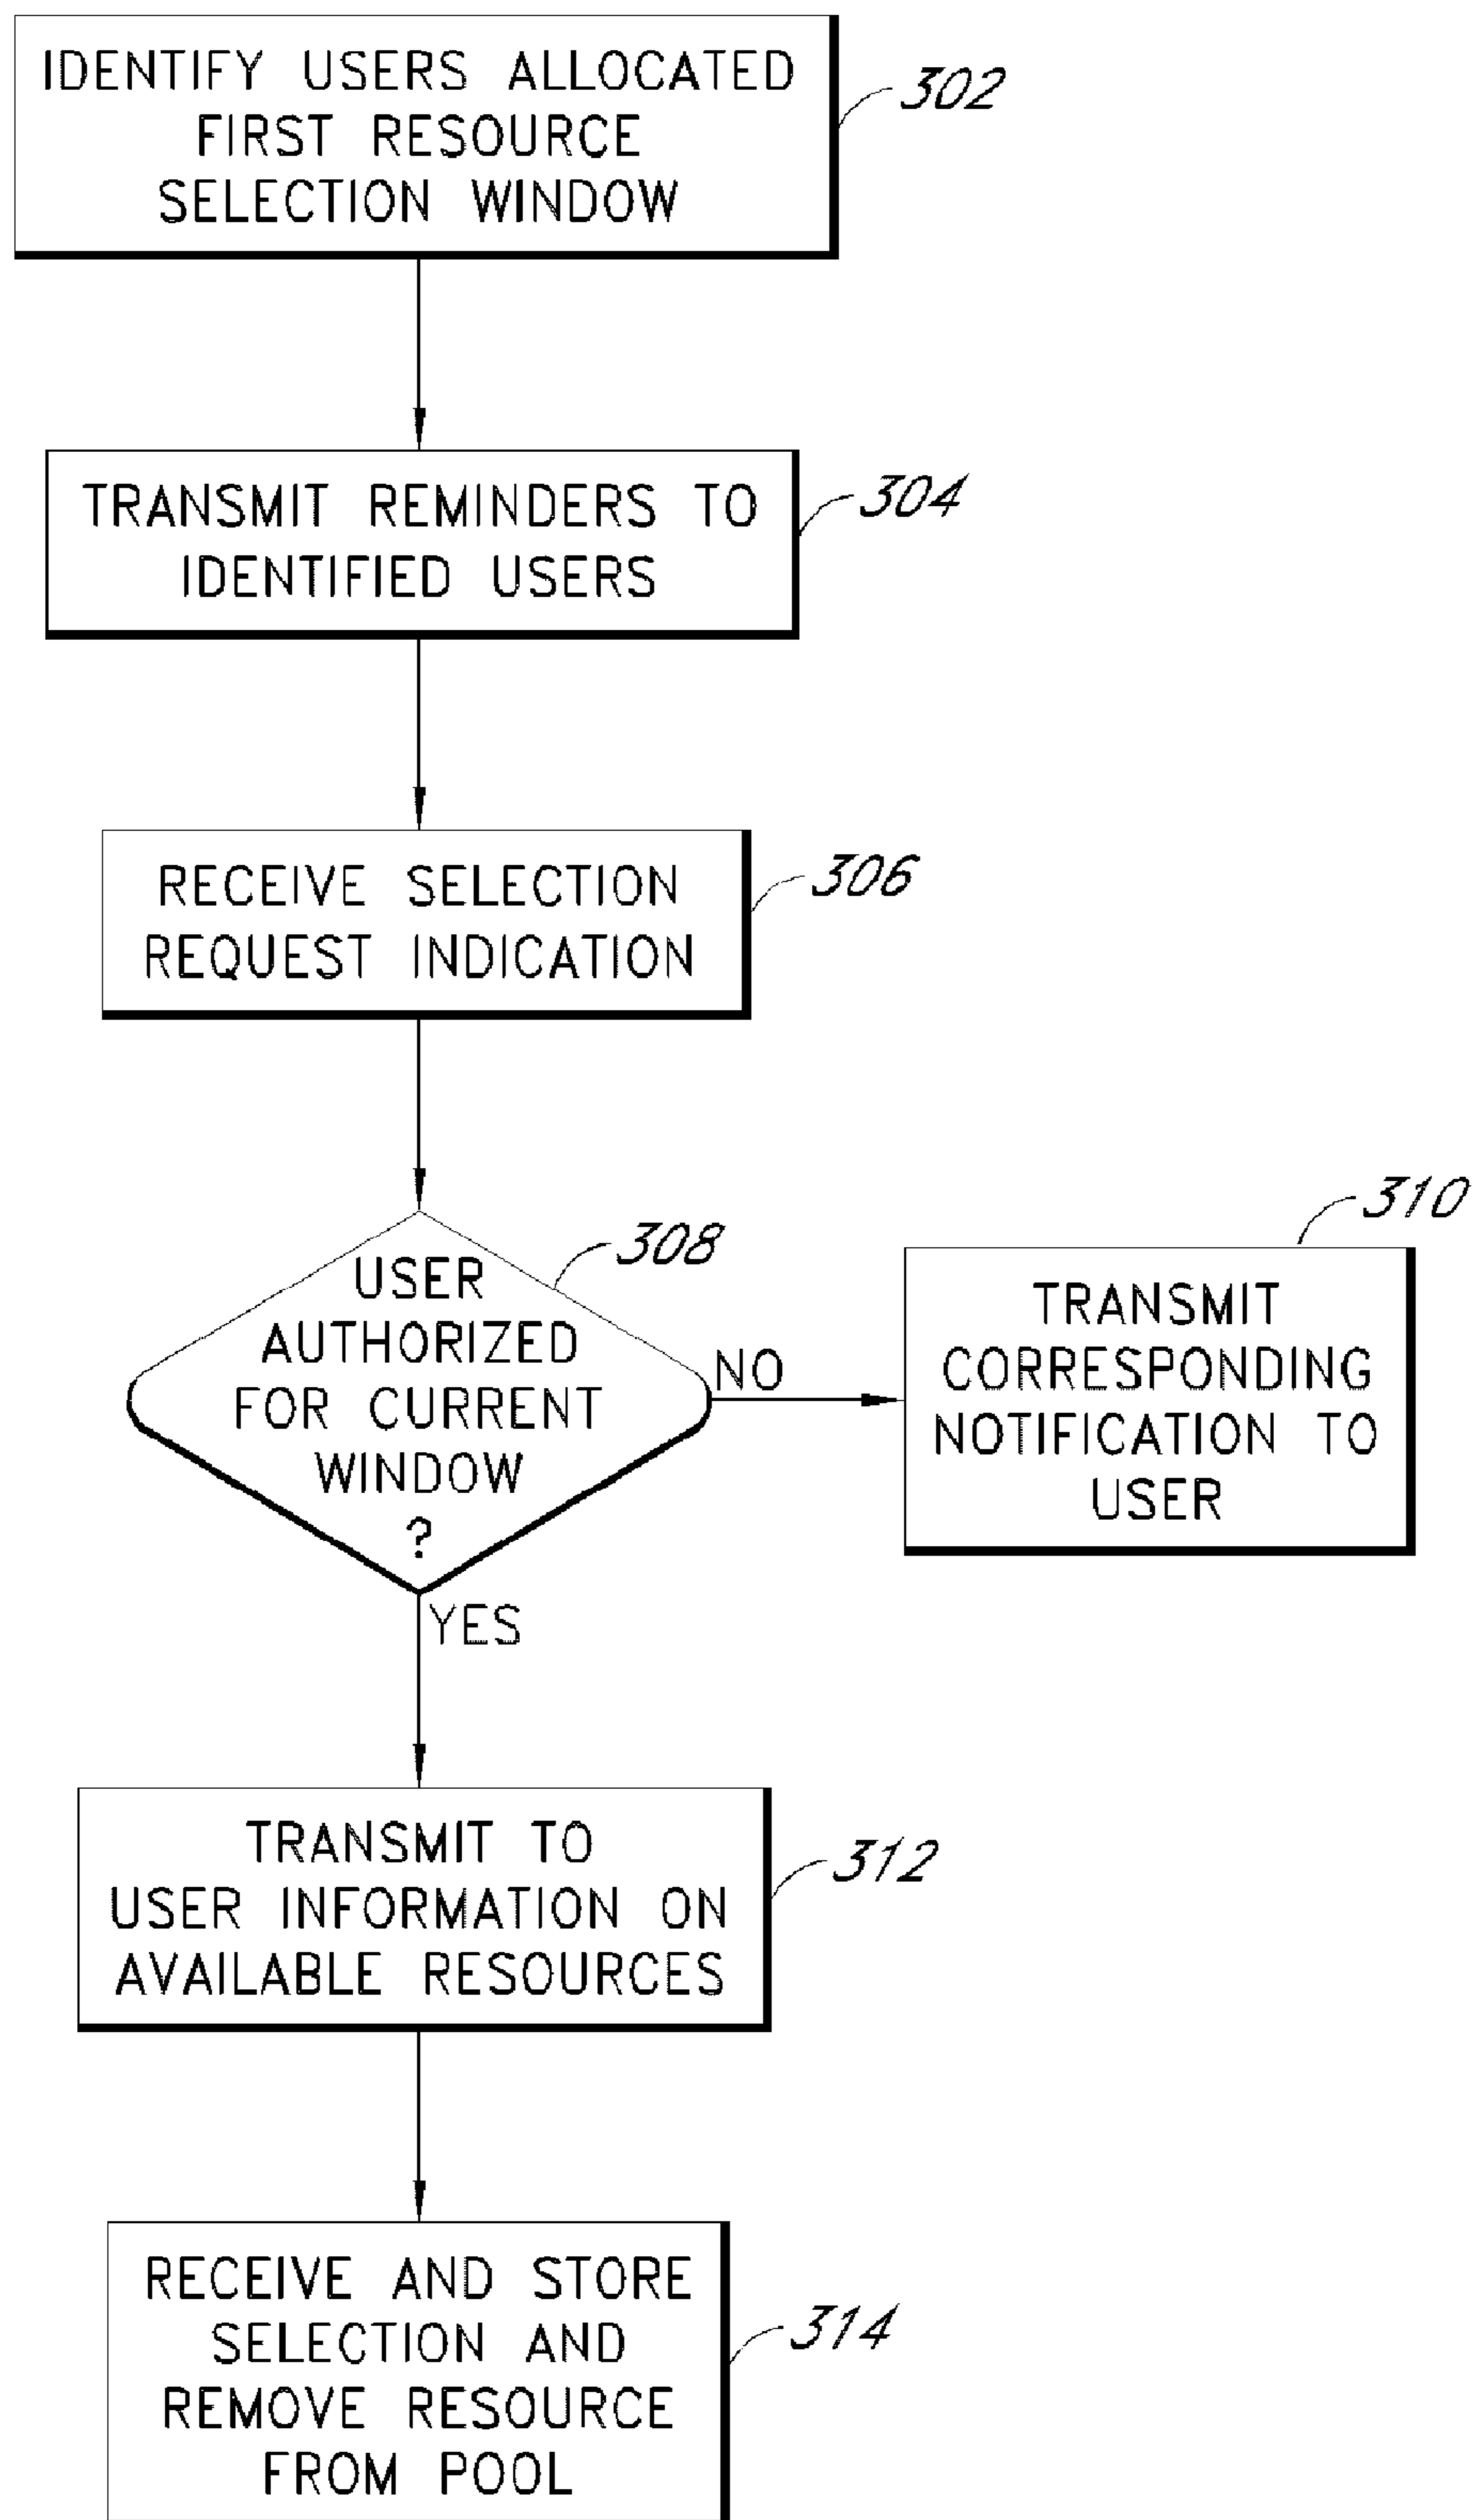 IDENTIFY USERS ALLOCATED
FIRST RESOURCE
SELECTION WINDOW
302
TRANSMIT REMINDERS TO
IDENTIFIED USERS
304
RECEIVE SELECTION
REQUEST INDICATION
306
USER
AUTHORIZED
FOR CURRENT
WINDOW
?
308
NO
YES
TRANSMIT
CORRESPONDING
NOTIFICATION TO
USER
310
TRANSMIT TO
USER INFORMATION ON
AVAILABLE RESOURCES
312
RECEIVE AND STORE
SELECTION AND
REMOVE RESOURCE
FROM POOL
314